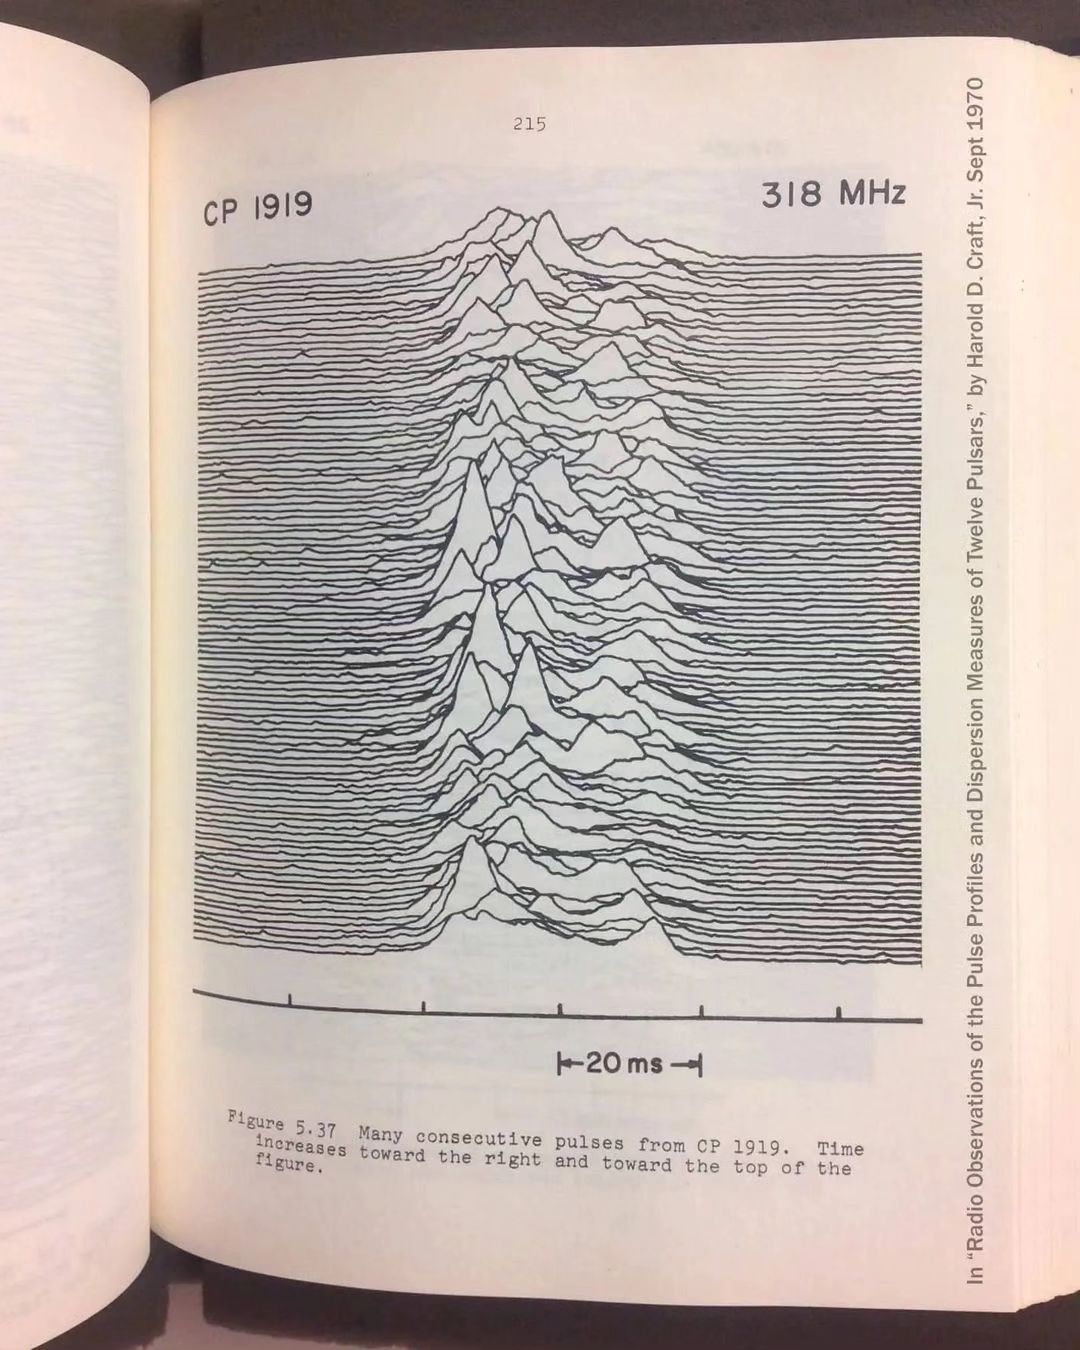 215
CP 1919
318 MHz
20 ms
Figure 5.37 Many consecutive pulses from CP 1919. Time
increases toward the right and toward the top of the
figure.
In “Radio Observations of the Pulse Profiles and Dispersion Measures of Twelve Pulsars,” by Harold D. Craft, Jr. Sept 1970